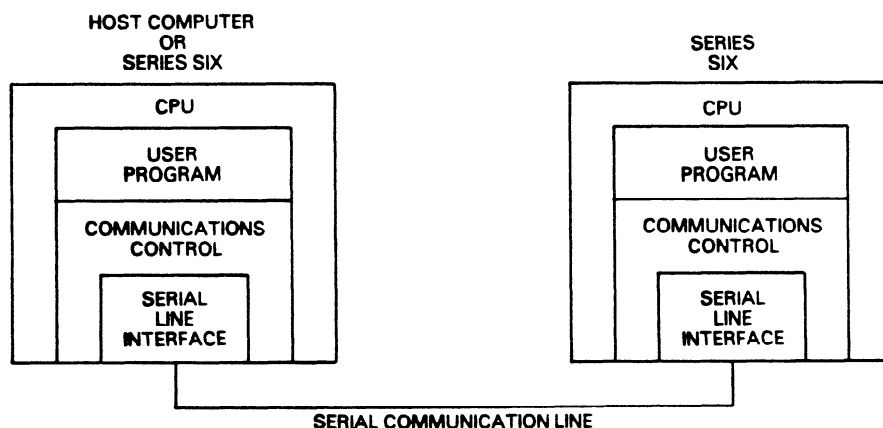 HOST COMPUTER
OR
SERIES SIX
CPU
USER
PROGRAM
COMMUNICATIONS
CONTROL
SERIAL
LINE
INTERFACE
SERIES
SIX
CPU
USER
PROGRAM
COMMUNICATIONS
CONTROL
SERIAL
LINE
INTERFACE
SERIAL COMMUNICATION LINE